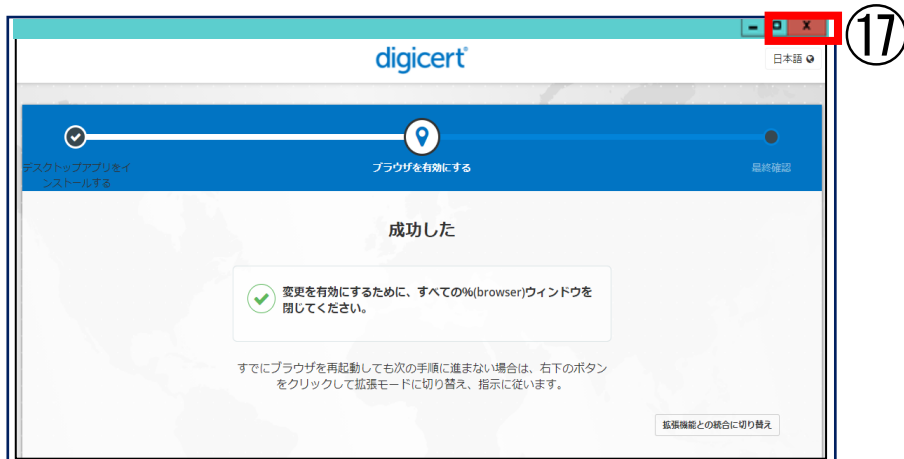 X
⑰
digicert®
日本語
デスクトップアプリをイ
ンストールする
ブラウザを有効にする
最終確認
成功した
変更を有効にするために、すべての%(browser)ウィンドウを
閉じてください。
すでにブラウザを再起動しても次の手順に進まない場合は、右下のボタン
をクリックして拡張モードに切り替え、指示に従います。
拡張機能との統合に切り替え